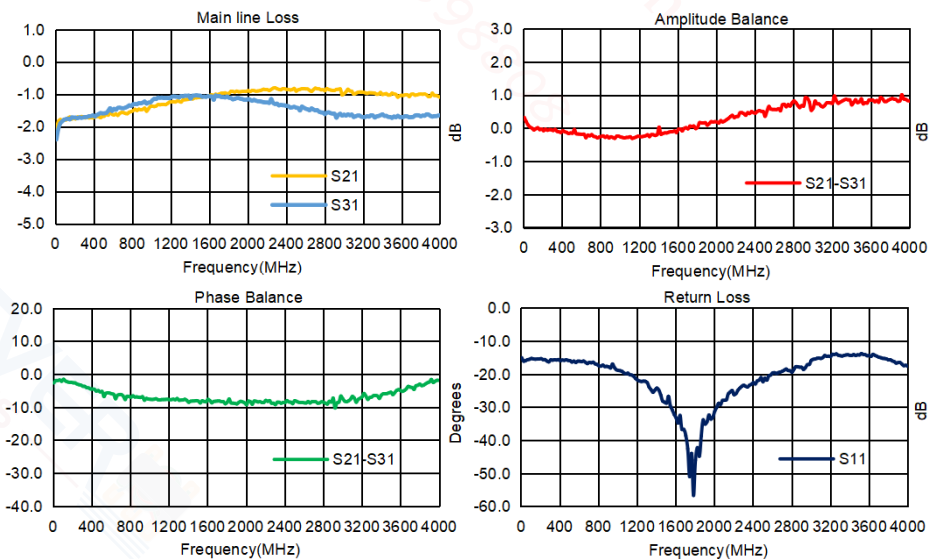 Main line Loss
1.0
0.0
-1.0
-2.0
-3.0
-4.0
-5.0
dB
S21
S31
0 400 800 1200 1600 2000 2400 2800 3200 3600 4000
Frequency(MHz)
Amplitude Balance
3.0
2.0
1.0
0.0
-1.0
-2.0
-3.0
dB
S21-S31
0 400 800 1200 1600 2000 2400 2800 3200 3600 4000
Frequency(MHz)
Phase Balance
20.0
10.0
0.0
-10.0
-20.0
-30.0
-40.0
Degrees
S21-S31
0 400 800 1200 1600 2000 2400 2800 3200 3600 4000
Frequency(MHz)
Return Loss
0.0
-10.0
-20.0
-30.0
-40.0
-50.0
-60.0
dB
S11
0 400 800 1200 1600 2000 2400 2800 3200 3600 4000
Frequency(MHz)